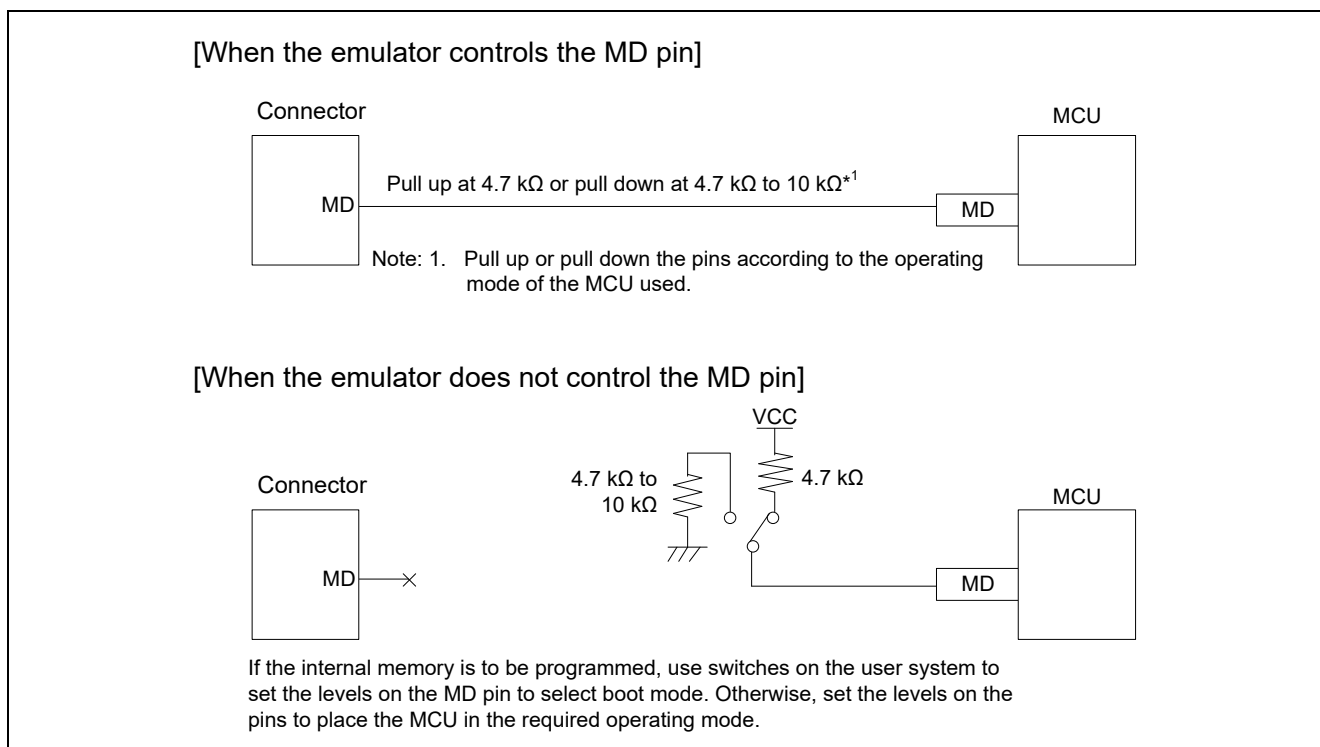 [When the emulator controls the MD pin]
Connector
MCU
Pull up at 4.7 kΩ or pull down at 4.7 kΩ to 10 kΩ*1
MD
MD
Note: 1. Pull up or pull down the pins according to the operating
mode of the MCU used.
[When the emulator does not control the MD pin]
VCC
4.7 kΩ to
10 kΩ
4.7 kΩ
Connector
MCU
MD
MD
If the internal memory is to be programmed, use switches on the user system to
set the levels on the MD pin to select boot mode. Otherwise, set the levels on the
pins to place the MCU in the required operating mode.